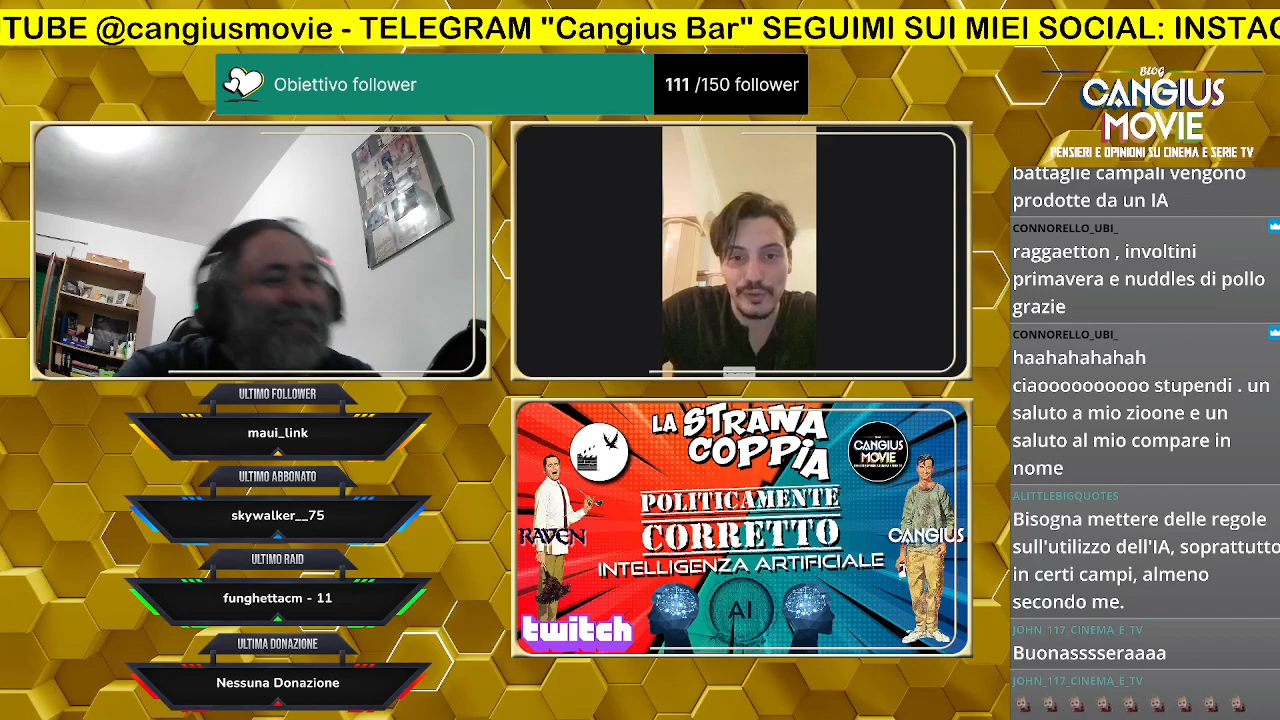 TUBE @cangiusmovie - TELEGRAM "Cangius Bar" SEGUIMI SUI MIEI SOCIAL:
Obiettivo follower
111 /150 follower
BLOG
CANGIUS
MOVIE
PENSIERI E OPINIONI SU CINEMA E SERIE TV
ULTIMO FOLLOWER
maui_link
ULTIMO ABBONATO
skywalker__75
ULTIMO RAID
funghettacm - 11
ULTIMA DONAZIONE
Nessuna Donazione
LA STRANA
COPPIA
CANGIUS
MOVIE
POLITICAMENTE
CORRETTO
INTELLIGENZA ARTIFICIALE
RAVEN
CANGIUS
AI
twitch
battaglie campali vengono
prodotte da un IA
CONNORELLO_UBI_
raggaetton , involtini
primavera e nuddles di pollo
grazie
CONNORELLO_UBI_
haahahahahah
ciaoooooooooo stupendi . un
saluto a mio zioone e un
saluto al mio compare in
nome
ALITTLEBIGQUOTES
Bisogna mettere delle regole
sull'utilizzo dell'IA, soprattutto
in certi campi, almeno
secondo me.
JOHN_117_CINEMA_E_TV
Buonasssseraaaa
JOHN_117_CINEMA_E_TV